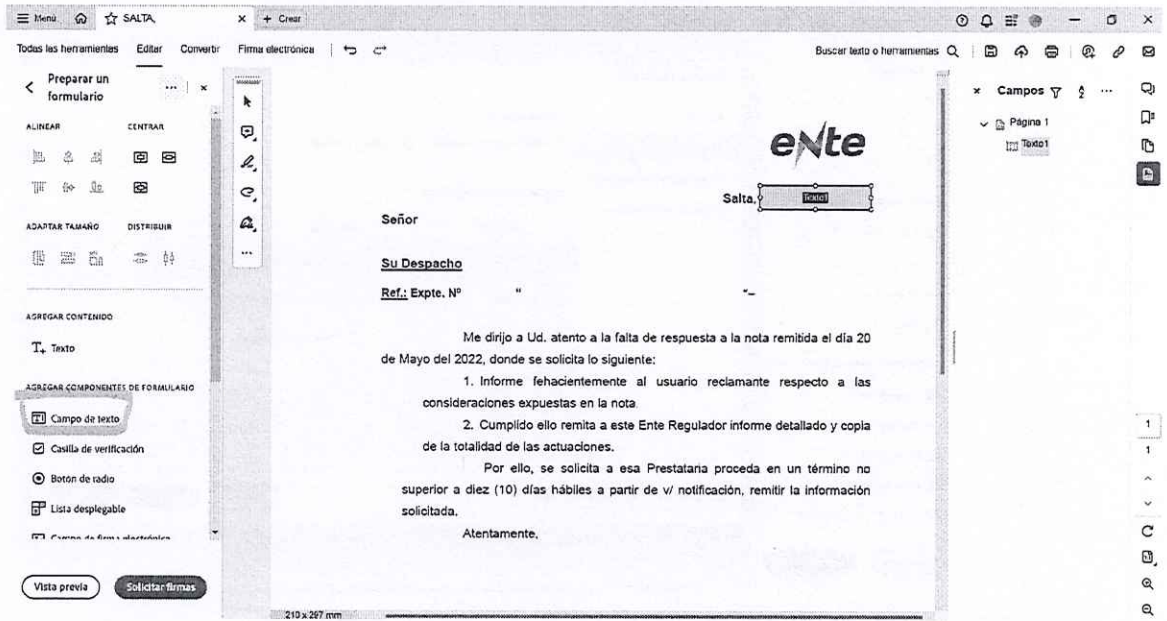 Menú
SALTA,
+ Crear
Todas las herramientas Editar Convertir Firma electrónica
Buscar texto o herramientas
Preparar un
formulario
ALINEAR CENTRAR
ADAPTAR TAMAÑO DISTRIBUIR
AGREGAR CONTENIDO
Texto
AGREGAR COMPONENTES DE FORMULARIO
Campo de texto
Casilla de verificación
Botón de radio
Lista desplegable
Campo de firma electrónica
Vista previa Solicitar firmas
ente
Salta, Texto1
Señor
Su Despacho
Ref.: Expte. Nº " "–
Me dirijo a Ud. atento a la falta de respuesta a la nota remitida el día 20
de Mayo del 2022, donde se solicita lo siguiente:
1. Informe fehacientemente al usuario reclamante respecto a las
consideraciones expuestas en la nota.
2. Cumplido ello remita a este Ente Regulador informe detallado y copia
de la totalidad de las actuaciones.
Por ello, se solicita a esa Prestataria proceda en un término no
superior a diez (10) días hábiles a partir de v/ notificación, remitir la información
solicitada.
Atentamente.
210 x 297 mm
Campos
Página 1
Texto1
1
1